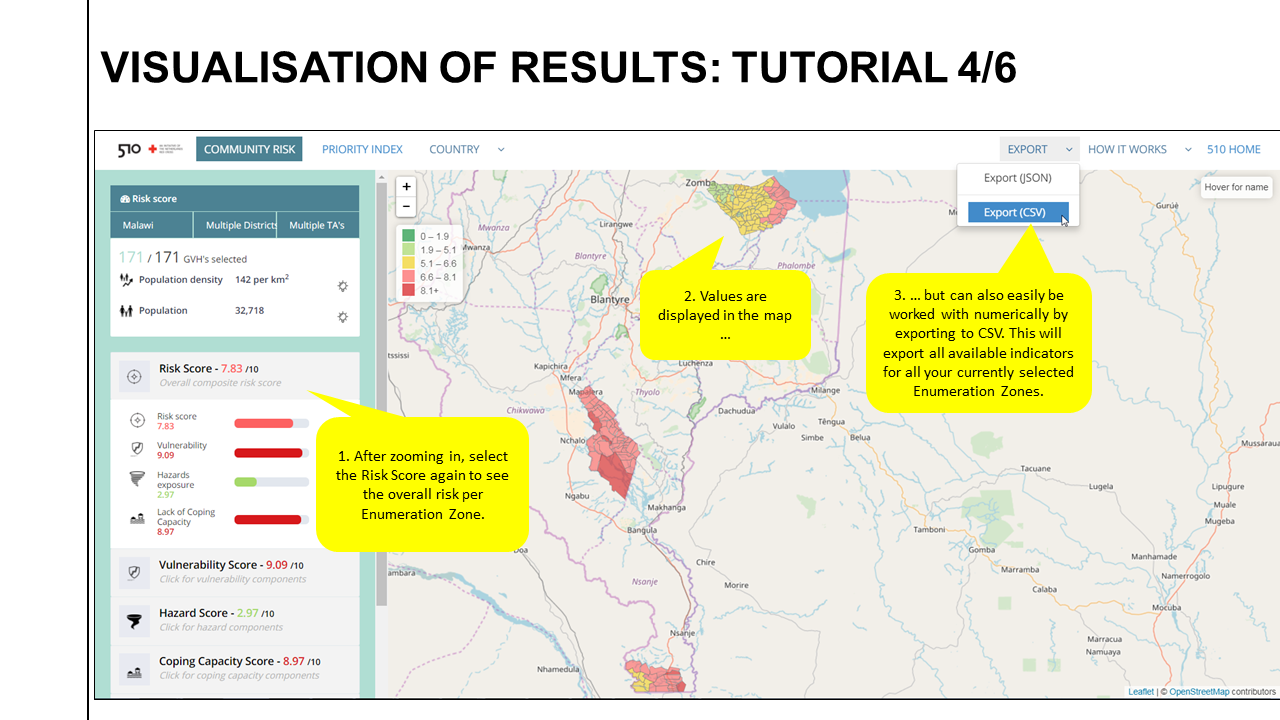 VISUALISATION OF RESULTS: TUTORIAL 4/6
510
COMMUNITY RISK
PRIORITY INDEX
COUNTRY
EXPORT
HOW IT WORKS
510 HOME
Export (JSON)
Export (CSV)
Hover for name
Risk score
Malawi
Multiple Districts
Multiple TA's
171 / 171 GVH's selected
Population density 142 per km²
Population 32,718
Risk Score - 7.83 /10
Overall composite risk score
Risk score
7.83
Vulnerability
9.09
Hazards
exposure
2.97
Lack of Coping
Capacity
8.97
Vulnerability Score - 9.09 /10
Click for vulnerability components
Hazard Score - 2.97 /10
Click for hazard components
Coping Capacity Score - 8.97 /10
Click for coping capacity components
+
−
0 – 1.9
1.9 – 5.1
5.1 – 6.6
6.6 – 8.1
8.1+
1. After zooming in, select
the Risk Score again to see
the overall risk per
Enumeration Zone.
2. Values are
displayed in the map
...
3. ... but can also easily be
worked with numerically by
exporting to CSV. This will
export all available indicators
for all your currently selected
Enumeration Zones.
Zomba
Lirangwe
Mwanza
Mwanza
Blantyre
Blantyre
Phalombe
Gurúè
Luchenza
Kapichira
Mfera
Thyolo
Chikwawa
Dachudua
Milange
Vulalo
Têngua
Simbe
Belua
Nchalo
Ngabu
Makhanga
Bangula
Tacuane
Lugela
Lipugure
Muale
Mugeba
Mussaraua
Tamboni
Gomba
Marramba
Calaba
Manhamade
Namerrogolo
Mocuba
Chire
Morire
Nsanje
Nsanje
Nhamedula
Marracua
Namuaya
Leaflet | © OpenStreetMap contributors